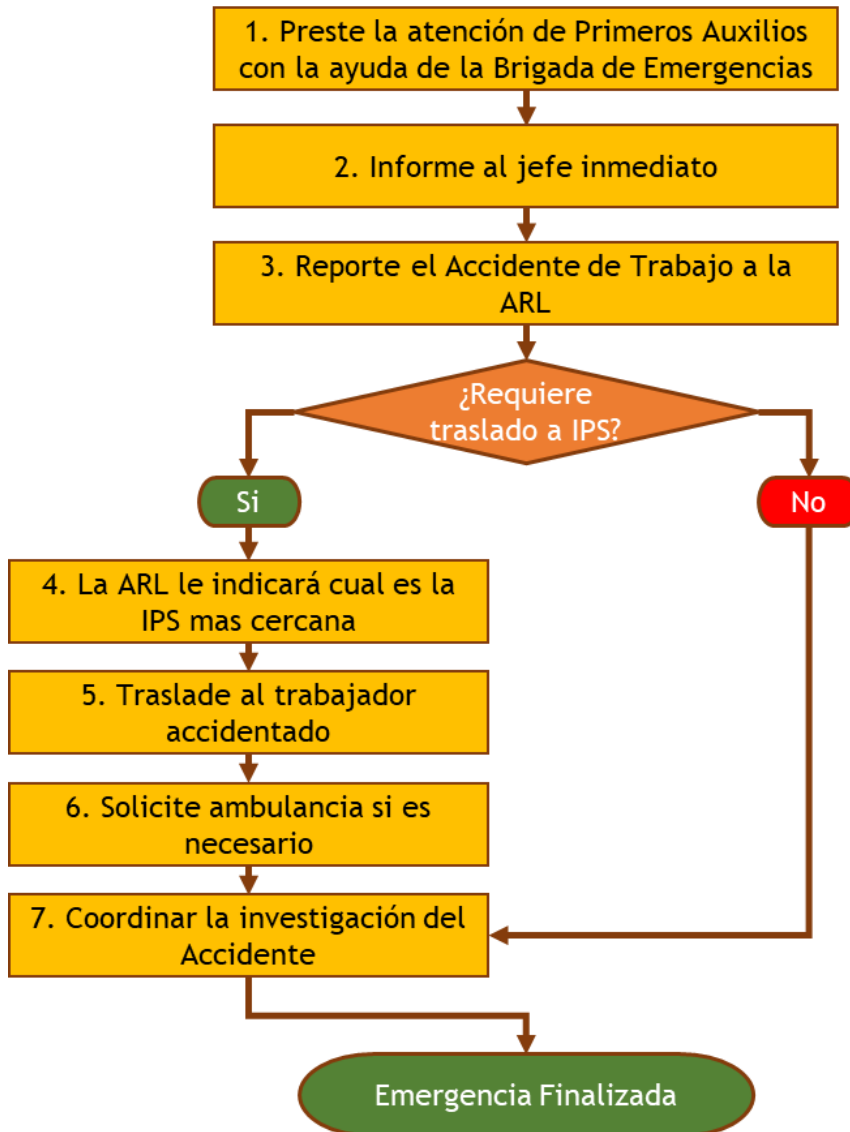 1. Preste la atención de Primeros Auxilios
con la ayuda de la Brigada de Emergencias
2. Informe al jefe inmediato
3. Reporte el Accidente de Trabajo a la
ARL
¿Requiere
traslado a IPS?
Si
No
4. La ARL le indicará cual es la
IPS mas cercana
5. Traslade al trabajador
accidentado
6. Solicite ambulancia si es
necesario
7. Coordinar la investigación del
Accidente
Emergencia Finalizada